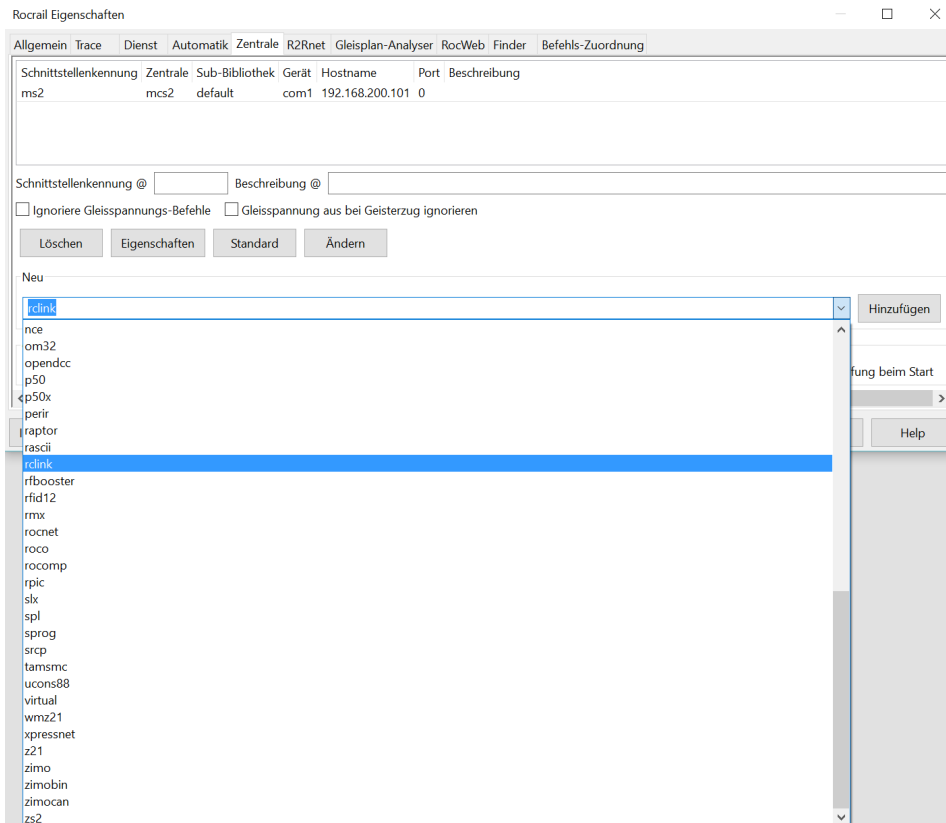 Rocrail Eigenschaften
Allgemein Trace Dienst Automatik Zentrale R2Rnet Gleisplan-Analyser RocWeb Finder Befehls-Zuordnung
Schnittstellenkennung Zentrale Sub-Bibliothek Gerät Hostname Port Beschreibung
ms2 mcs2 default com1 192.168.200.101 0
Schnittstellenkennung @ Beschreibung @
Ignoriere Gleisspannungs-Befehle Gleisspannung aus bei Geisterzug ignorieren
Löschen Eigenschaften Standard Ändern
Neu
rclink Hinzufügen
nce
om32
opendcc
p50
fung beim Start
p50x
perir
raptor
Help
rascii
rclink
rfbooster
rfid12
rmx
rocnet
roco
rocomp
rpic
slx
spl
sprog
srcp
tamsmc
ucons88
virtual
wmz21
xpressnet
z21
zimo
zimobin
zimocan
zs2